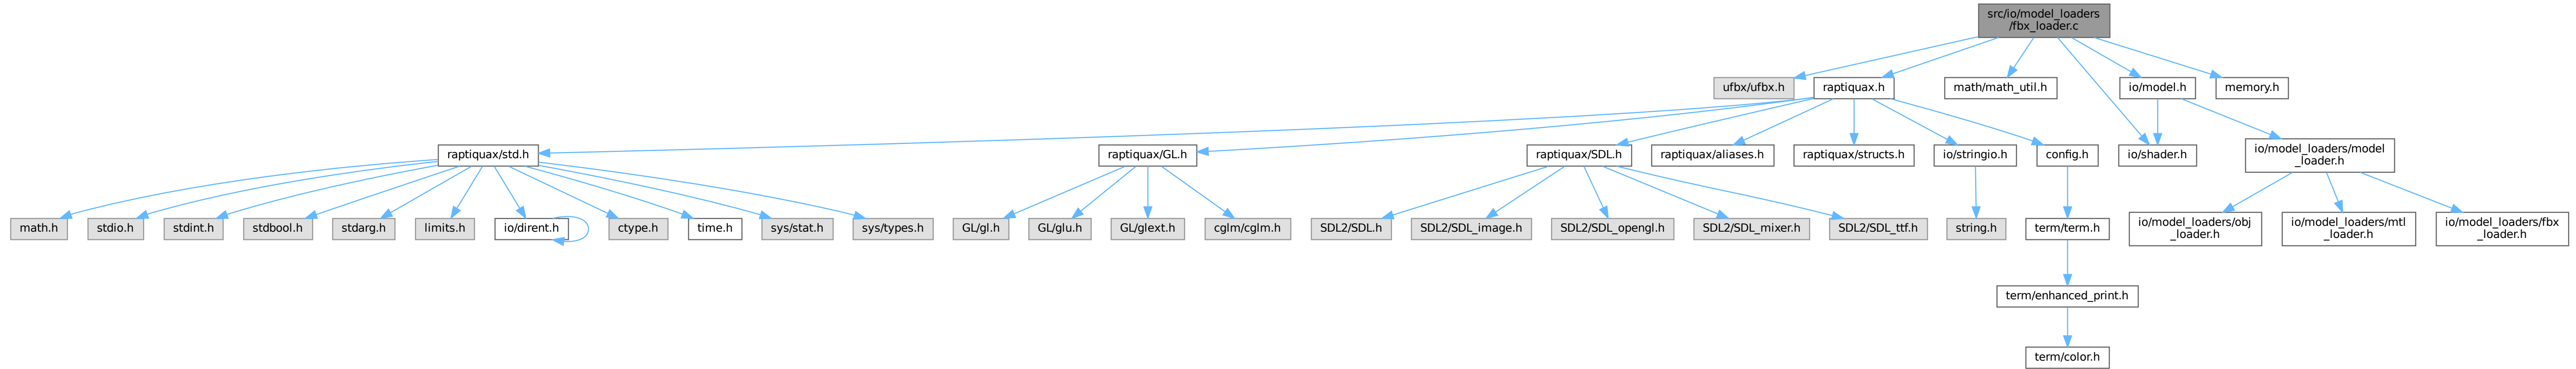 src/io/model_loaders
/fbx_loader.c
ufbx/ufbx.h
raptiquax.h
math/math_util.h
io/model.h
memory.h
raptiquax/std.h
raptiquax/GL.h
raptiquax/SDL.h
raptiquax/aliases.h
raptiquax/structs.h
io/stringio.h
config.h
io/shader.h
io/model_loaders/model
_loader.h
math.h
stdio.h
stdint.h
stdbool.h
stdarg.h
limits.h
io/dirent.h
ctype.h
time.h
sys/stat.h
sys/types.h
GL/gl.h
GL/glu.h
GL/glext.h
cglm/cglm.h
SDL2/SDL.h
SDL2/SDL_image.h
SDL2/SDL_opengl.h
SDL2/SDL_mixer.h
SDL2/SDL_ttf.h
string.h
term/term.h
io/model_loaders/obj
_loader.h
io/model_loaders/mtl
_loader.h
io/model_loaders/fbx
_loader.h
term/enhanced_print.h
term/color.h